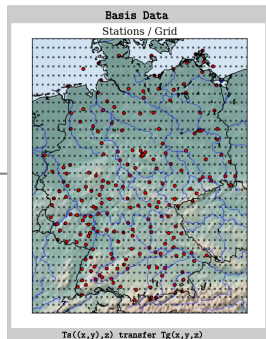 Basis Data
Stations / Grid
Ts((x,y),z) transfer Tg(x,y,z)